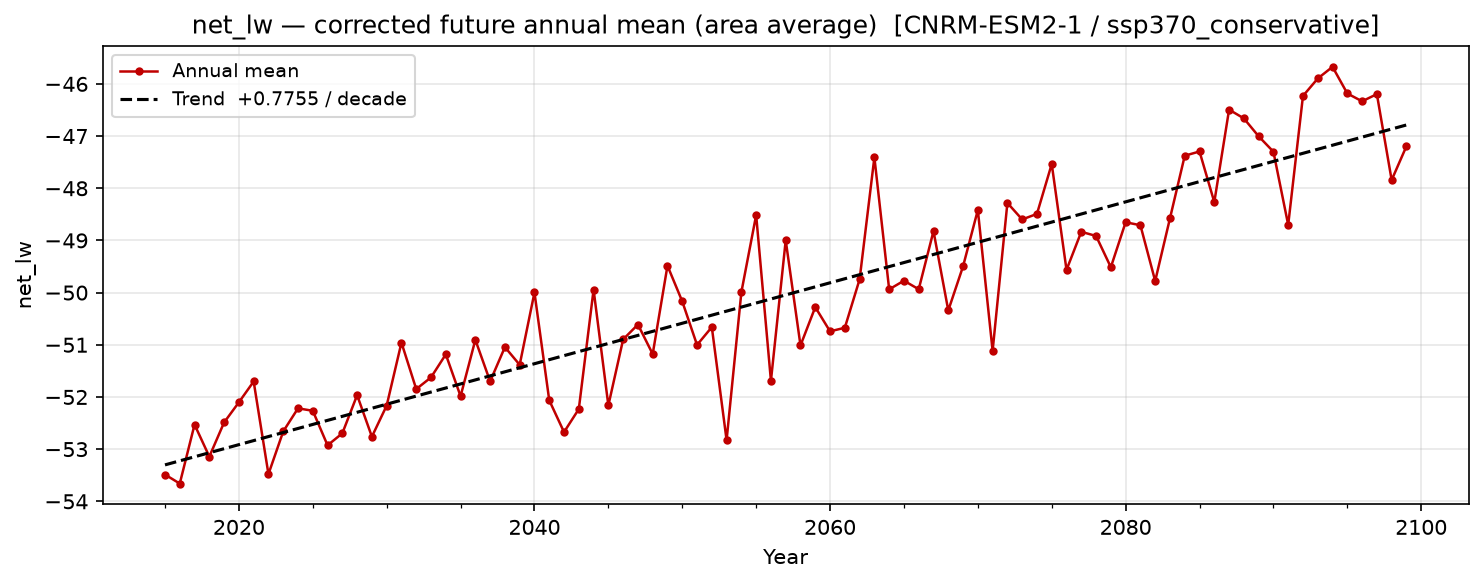 net_lw — corrected future annual mean (area average)  [CNRM-ESM2-1 / ssp370_conservative]
Annual mean
Trend  +0.7755 / decade
−46
−47
−48
−49
−50
−51
−52
−53
−54
net_lw
2020
2040
2060
2080
2100
Year